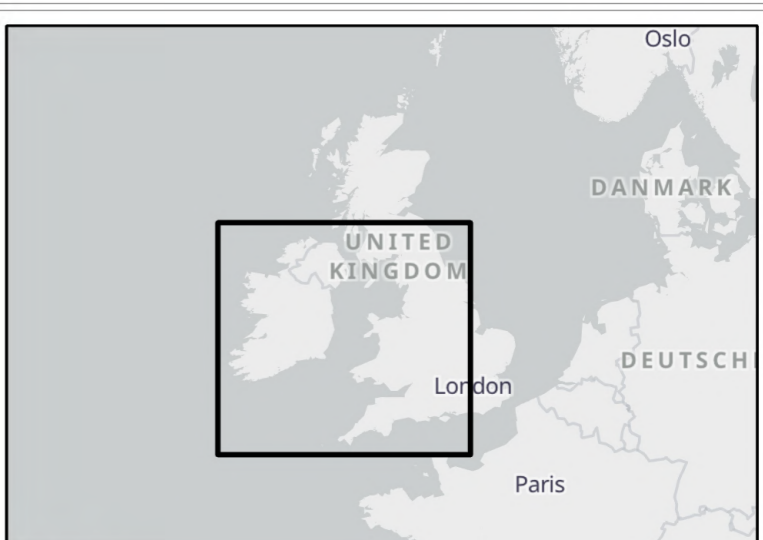 Oslo
DANMARK
UNITED
KINGDOM
DEUTSCH
London
Paris